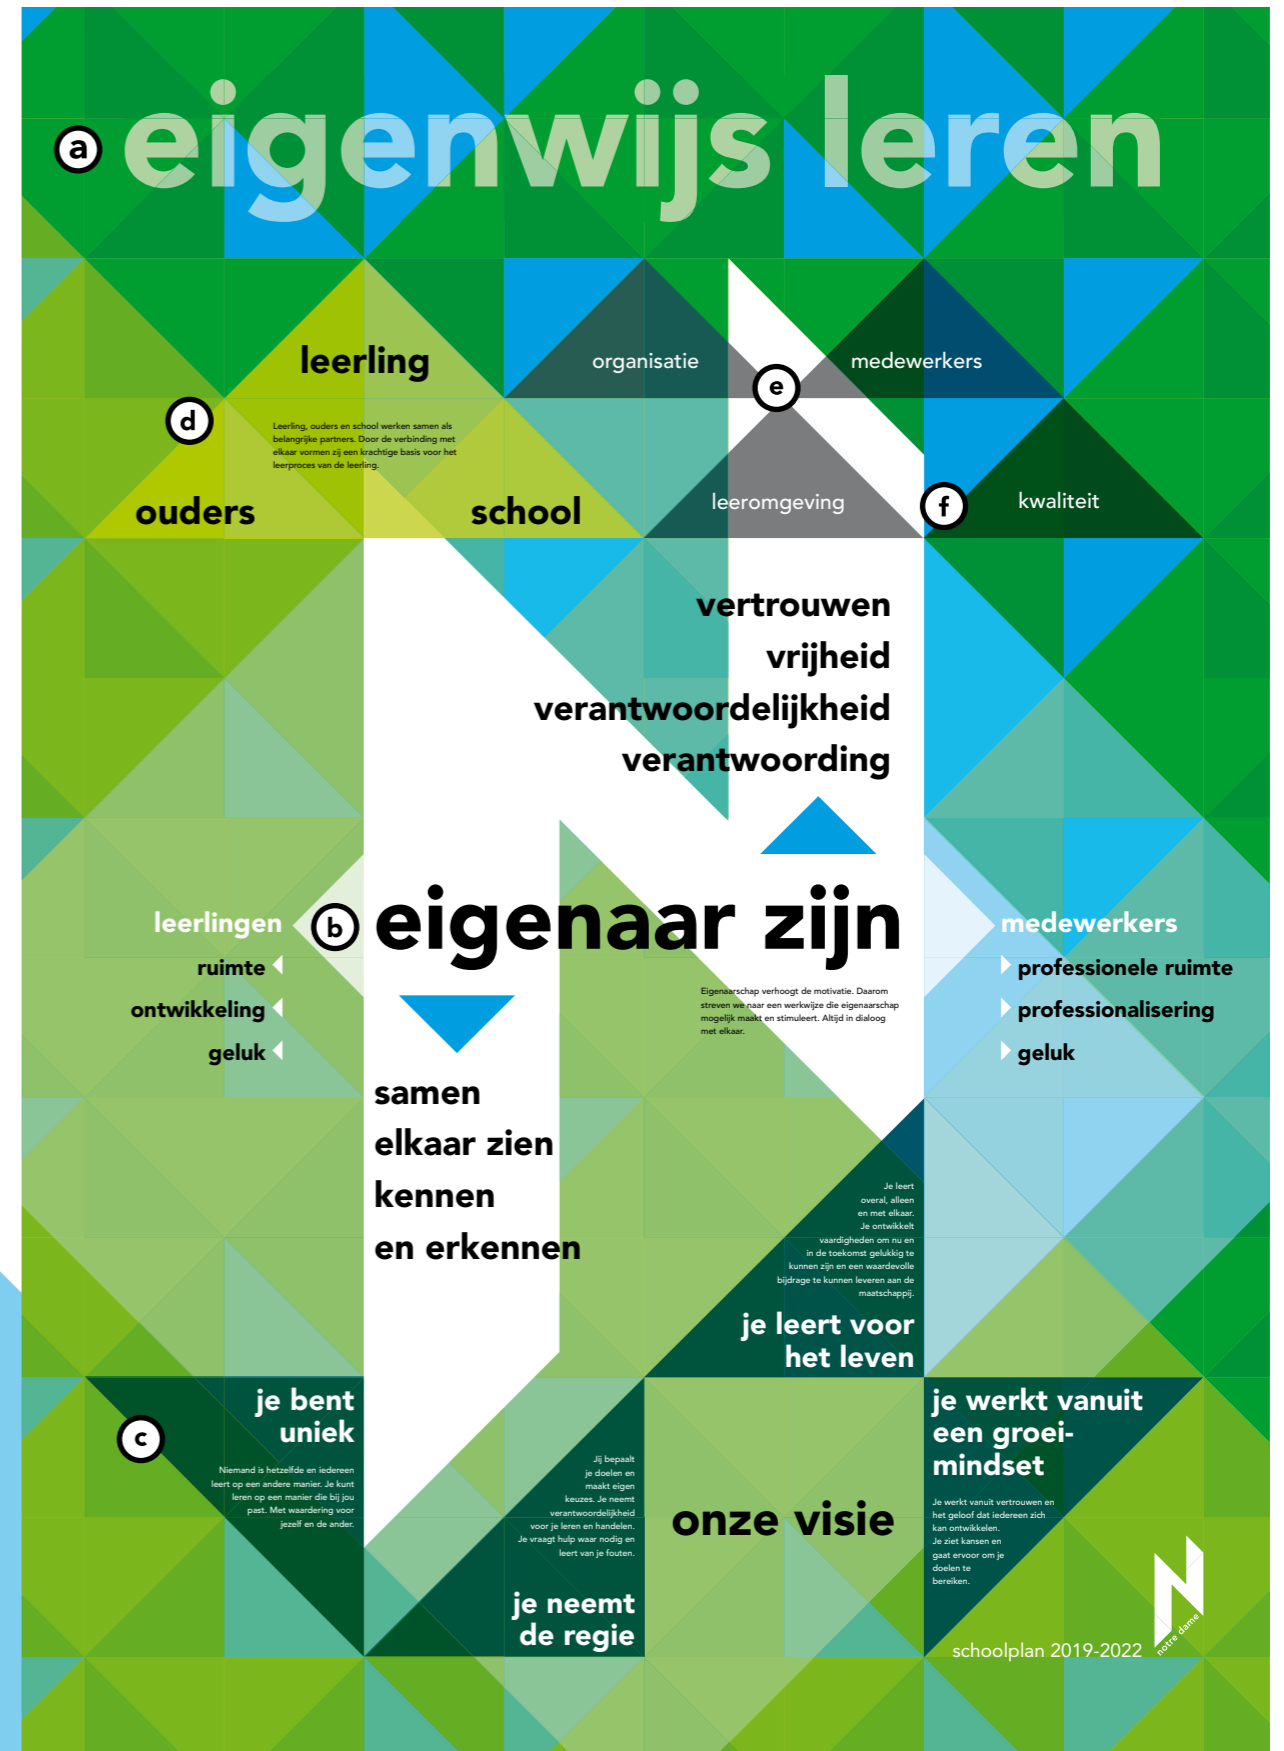 a eigenwijs leren
leerling
organisatie
medewerkers
e
d
Leerling, ouders en school werken samen als
belangrijke partners. Door de verbinding met
elkaar vormen zij een krachtige basis voor het
leerproces van de leerling.
ouders
school
leeromgeving
f
kwaliteit
vertrouwen
vrijheid
verantwoordelijkheid
verantwoording
leerlingen
ruimte
ontwikkeling
geluk
b eigenaar zijn
Eigenaarschap verhoogt de motivatie. Daarom
streven we naar een werkwijze die eigenaarschap
mogelijk maakt en stimuleert. Altijd in dialoog
met elkaar.
medewerkers
professionele ruimte
professionalisering
geluk
samen
elkaar zien
kennen
en erkennen
Je leert
overal, alleen
en met elkaar.
Je ontwikkelt
vaardigheden om nu en
in de toekomst gelukkig te
kunnen zijn en een waardevolle
bijdrage te kunnen leveren aan de
maatschappij.
je leert voor
het leven
c
je bent
uniek
Niemand is hetzelfde en iedereen
leert op een andere manier. Je kunt
leren op een manier die bij jou
past. Met waardering voor
jezelf en de ander.
Jij bepaalt
je doelen en
maakt eigen
keuzes. Je neemt
verantwoordelijkheid
voor je leren en handelen.
Je vraagt hulp waar nodig en
leert van je fouten.
je neemt
de regie
onze visie
je werkt vanuit
een groei-
mindset
Je werkt vanuit vertrouwen en
het geloof dat iedereen zich
kan ontwikkelen.
Je ziet kansen en
gaat ervoor om je
doelen te
bereiken.
schoolplan 2019-2022
notre dame